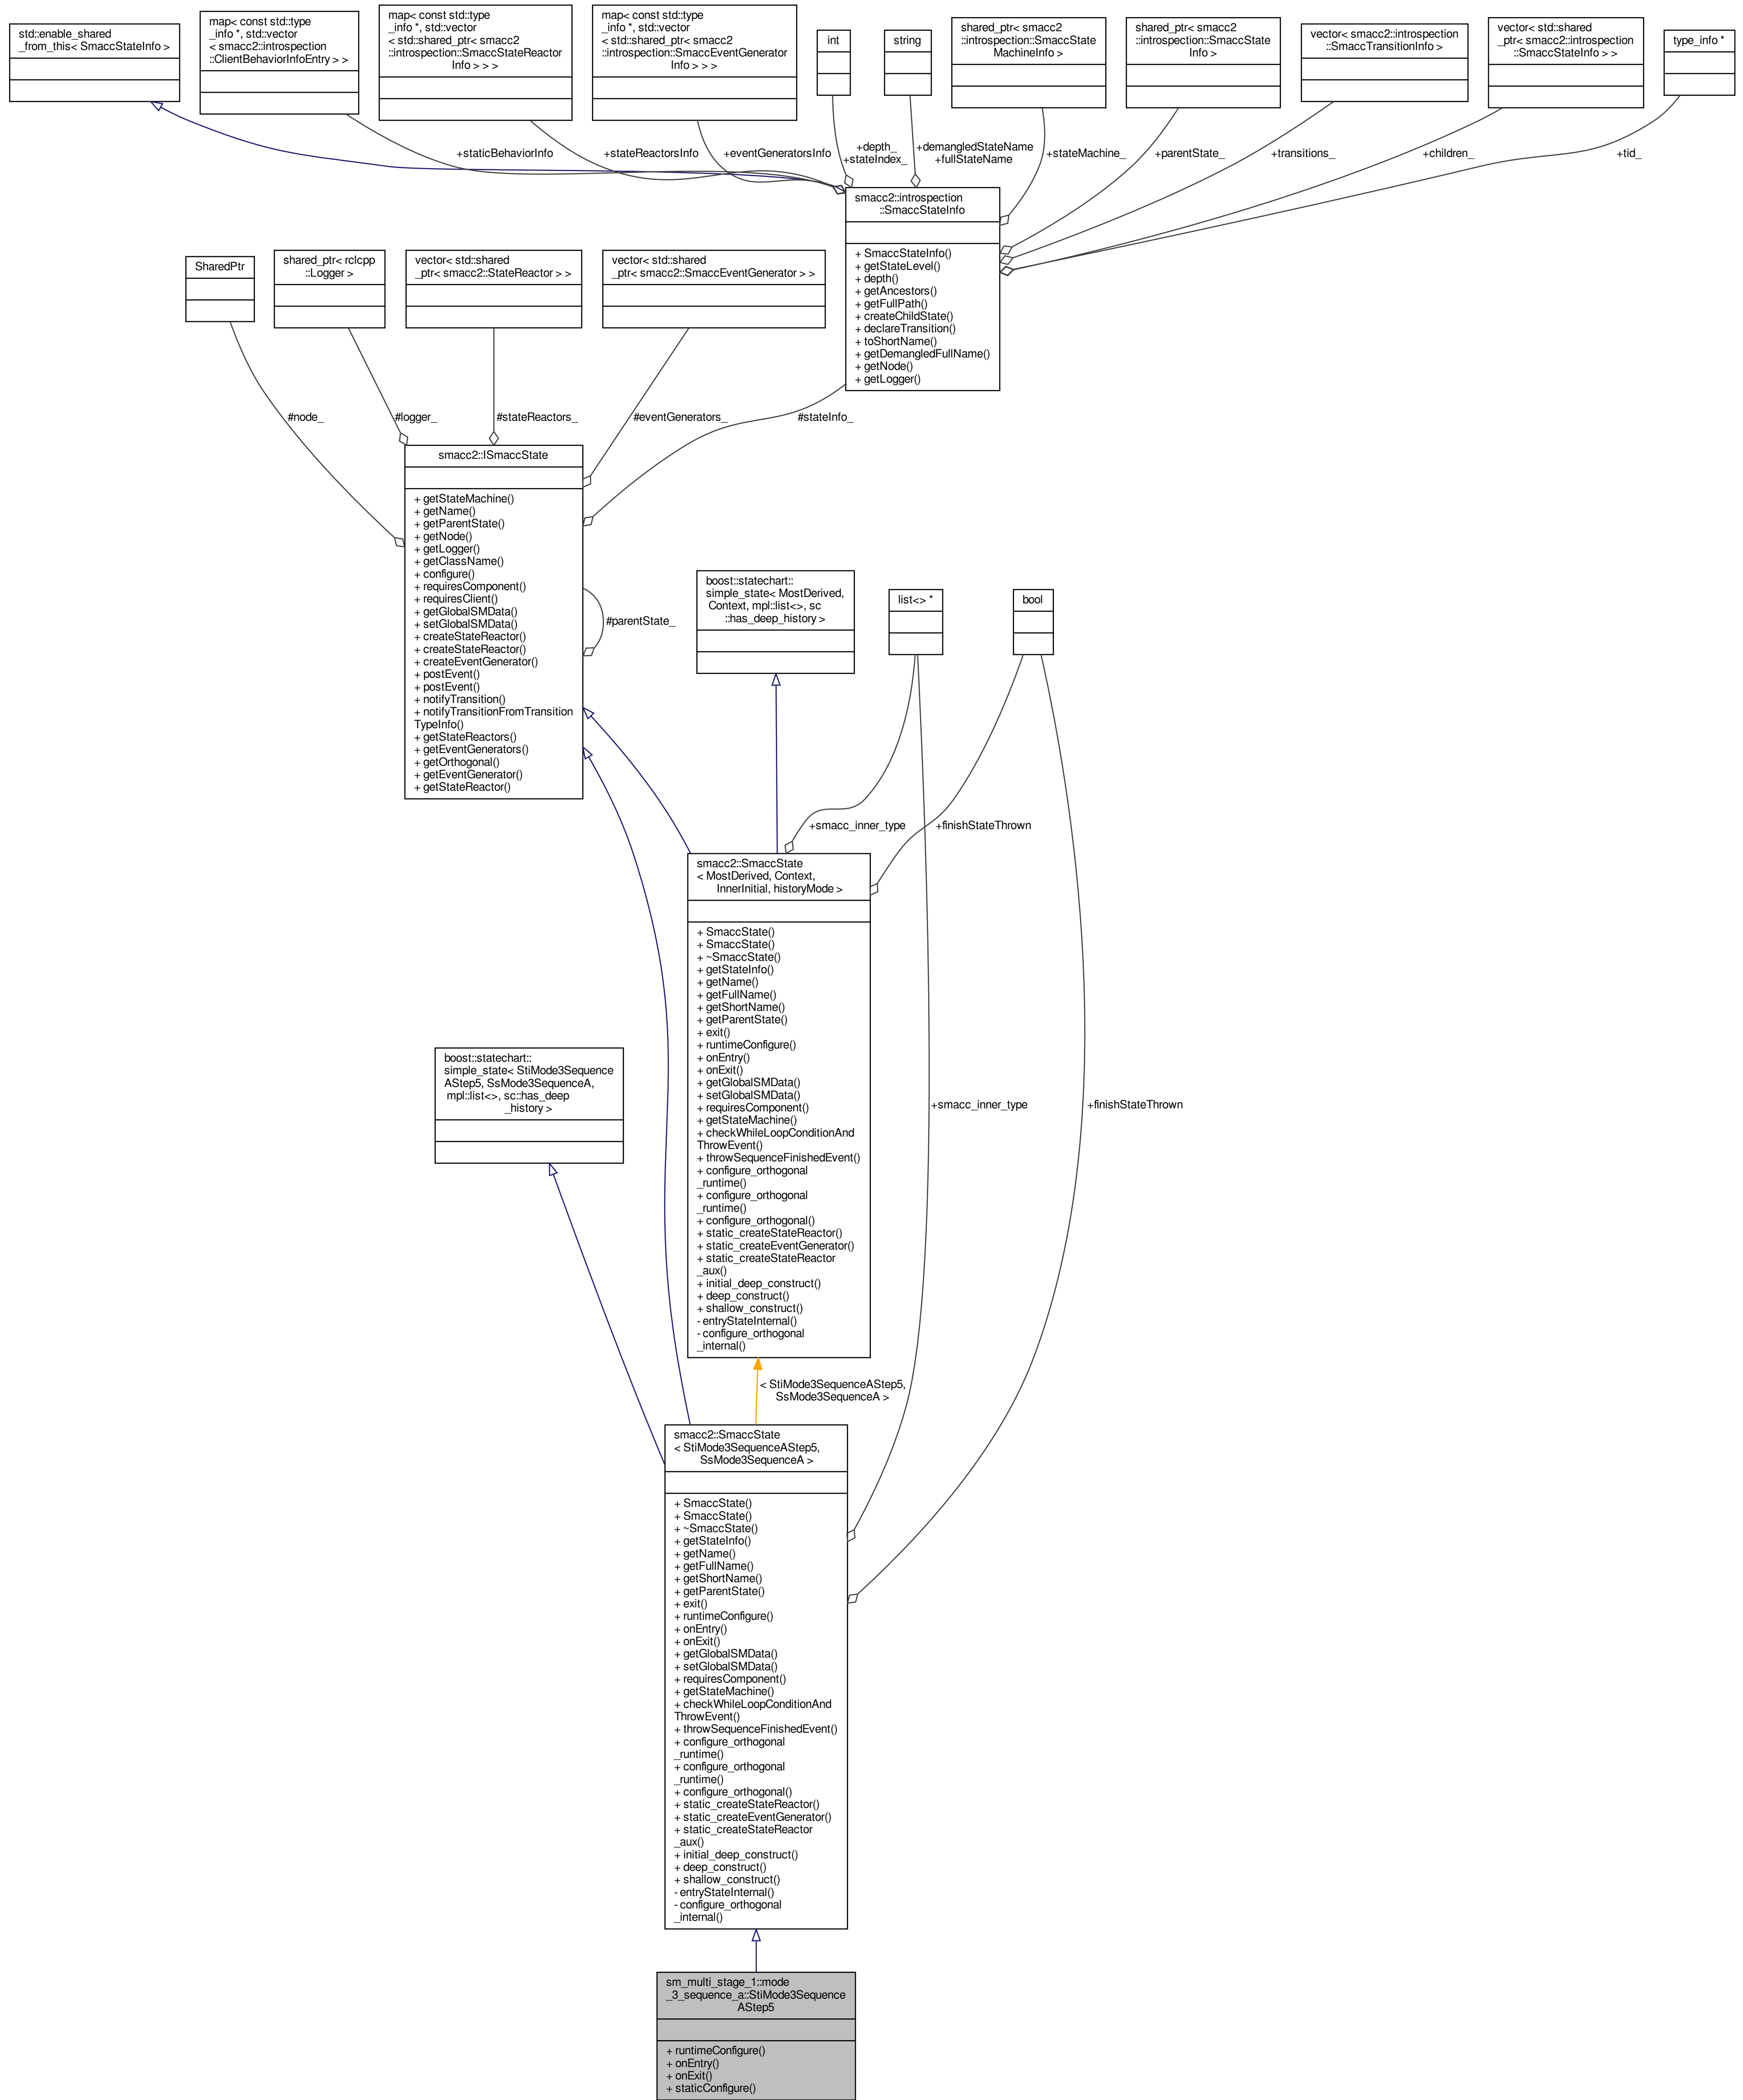 std::enable_shared
_from_this< SmaccStateInfo >
map< const std::type
_info *, std::vector
< smacc2::introspection
::ClientBehaviorInfoEntry > >
map< const std::type
_info *, std::vector
< std::shared_ptr< smacc2
::introspection::SmaccStateReactor
Info > > >
map< const std::type
_info *, std::vector
< std::shared_ptr< smacc2
::introspection::SmaccEventGenerator
Info > > >
int
string
shared_ptr< smacc2
::introspection::SmaccState
MachineInfo >
shared_ptr< smacc2
::introspection::SmaccState
Info >
vector< smacc2::introspection
::SmaccTransitionInfo >
vector< std::shared
_ptr< smacc2::introspection
::SmaccStateInfo > >
type_info *
+staticBehaviorInfo
+stateReactorsInfo
+eventGeneratorsInfo
+depth_
+stateIndex_
+demangledStateName
+fullStateName
+stateMachine_
+parentState_
+transitions_
+children_
+tid_
smacc2::introspection
::SmaccStateInfo
+ SmaccStateInfo()
+ getStateLevel()
+ depth()
+ getAncestors()
+ getFullPath()
+ createChildState()
+ declareTransition()
+ toShortName()
+ getDemangledFullName()
+ getNode()
+ getLogger()
SharedPtr
shared_ptr< rclcpp
::Logger >
vector< std::shared
_ptr< smacc2::StateReactor > >
vector< std::shared
_ptr< smacc2::SmaccEventGenerator > >
#node_
#logger_
#stateReactors_
#eventGenerators_
#stateInfo_
smacc2::ISmaccState
+ getStateMachine()
+ getName()
+ getParentState()
+ getNode()
+ getLogger()
+ getClassName()
+ configure()
+ requiresComponent()
+ requiresClient()
+ getGlobalSMData()
+ setGlobalSMData()
+ createStateReactor()
+ createStateReactor()
+ createEventGenerator()
+ postEvent()
+ postEvent()
+ notifyTransition()
+ notifyTransitionFromTransition
TypeInfo()
+ getStateReactors()
+ getEventGenerators()
+ getOrthogonal()
+ getEventGenerator()
+ getStateReactor()
#parentState_
boost::statechart::
simple_state< MostDerived,
Context, mpl::list<>, sc
::has_deep_history >
list<> *
bool
+smacc_inner_type
+finishStateThrown
smacc2::SmaccState
< MostDerived, Context,
InnerInitial, historyMode >
+ SmaccState()
+ SmaccState()
+ ~SmaccState()
+ getStateInfo()
+ getName()
+ getFullName()
+ getShortName()
+ getParentState()
+ exit()
+ runtimeConfigure()
+ onEntry()
+ onExit()
+ getGlobalSMData()
+ setGlobalSMData()
+ requiresComponent()
+ getStateMachine()
+ checkWhileLoopConditionAnd
ThrowEvent()
+ throwSequenceFinishedEvent()
+ configure_orthogonal
_runtime()
+ configure_orthogonal
_runtime()
+ configure_orthogonal()
+ static_createStateReactor()
+ static_createEventGenerator()
+ static_createStateReactor
_aux()
+ initial_deep_construct()
+ deep_construct()
+ shallow_construct()
- entryStateInternal()
- configure_orthogonal
_internal()
boost::statechart::
simple_state< StiMode3Sequence
AStep5, SsMode3SequenceA,
mpl::list<>, sc::has_deep
_history >
+smacc_inner_type
+finishStateThrown
< StiMode3SequenceAStep5,
SsMode3SequenceA >
smacc2::SmaccState
< StiMode3SequenceAStep5,
SsMode3SequenceA >
+ SmaccState()
+ SmaccState()
+ ~SmaccState()
+ getStateInfo()
+ getName()
+ getFullName()
+ getShortName()
+ getParentState()
+ exit()
+ runtimeConfigure()
+ onEntry()
+ onExit()
+ getGlobalSMData()
+ setGlobalSMData()
+ requiresComponent()
+ getStateMachine()
+ checkWhileLoopConditionAnd
ThrowEvent()
+ throwSequenceFinishedEvent()
+ configure_orthogonal
_runtime()
+ configure_orthogonal
_runtime()
+ configure_orthogonal()
+ static_createStateReactor()
+ static_createEventGenerator()
+ static_createStateReactor
_aux()
+ initial_deep_construct()
+ deep_construct()
+ shallow_construct()
- entryStateInternal()
- configure_orthogonal
_internal()
sm_multi_stage_1::mode
_3_sequence_a::StiMode3Sequence
AStep5
+ runtimeConfigure()
+ onEntry()
+ onExit()
+ staticConfigure()